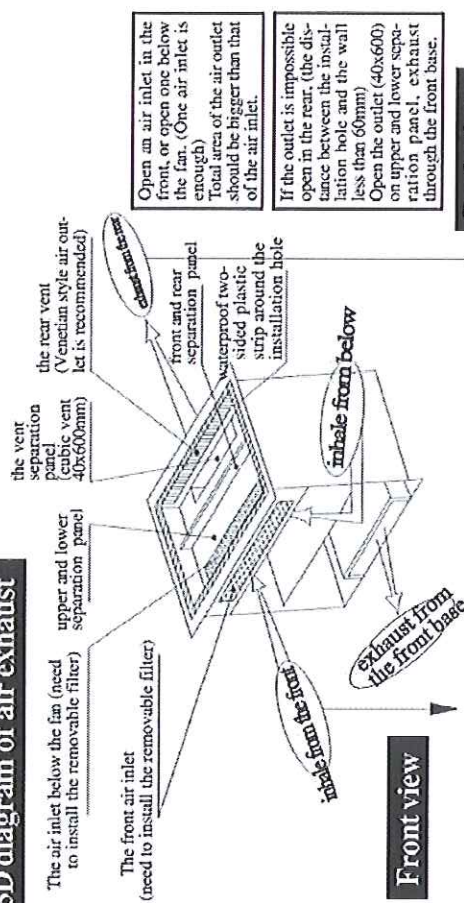 3D diagram of air exhaust
The air inlet below the fan (need
to install the removable filter)
The front air inlet
(need to install the removable filter)
upper and lower
separation panel
the vent
separation
panel
(cubic vent
40x600mm)
the rear vent
(Venetian style air out-
let is recommended)
exhaust from the rear
front and rear
separation panel
waterproof two-
sided plastic
strip around the
installation hole
inhale from below
inhale from the front
exhaust from
the front base
Open an air inlet in the
front, or open one below
the fan. (One air inlet is
enough)
Total area of the air outlet
should be bigger than that
of the air inlet.
If the outlet is impossible
open in the rear, (the dis-
tance between the instal-
lation hole and the wall
less than 60mm)
Open the outlet (40x600)
on upper and lower sepa-
ration panel, exhaust
through the front base.
Front view